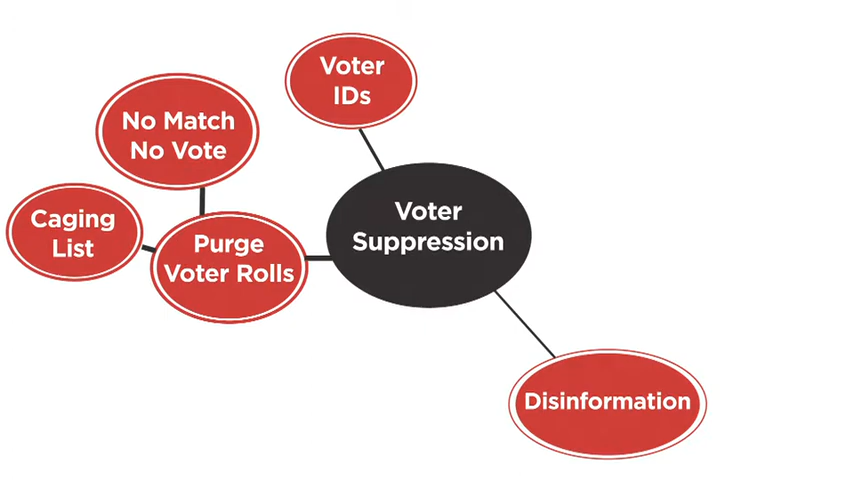 Voter
IDs
No Match
No Vote
Caging
List
Purge
Voter Rolls
Voter
Suppression
Disinformation